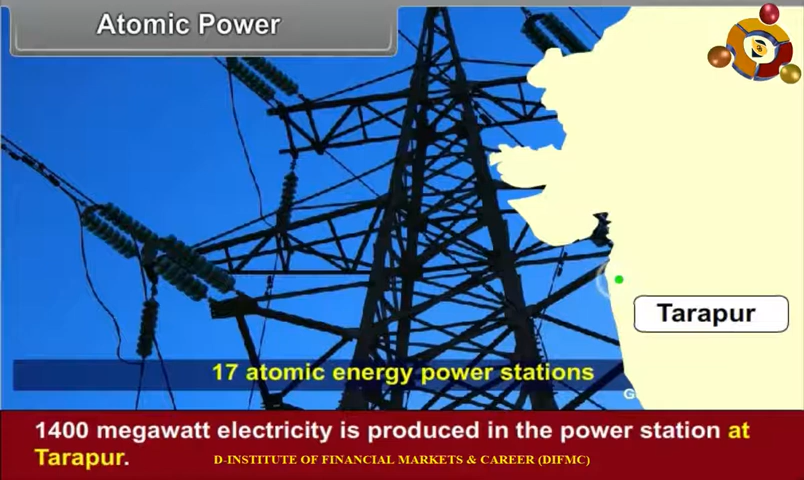 Atomic Power
Tarapur
17 atomic energy power stations
1400 megawatt electricity is produced in the power station at
Tarapur.
D-INSTITUTE OF FINANCIAL MARKETS & CAREER (DIFMC)